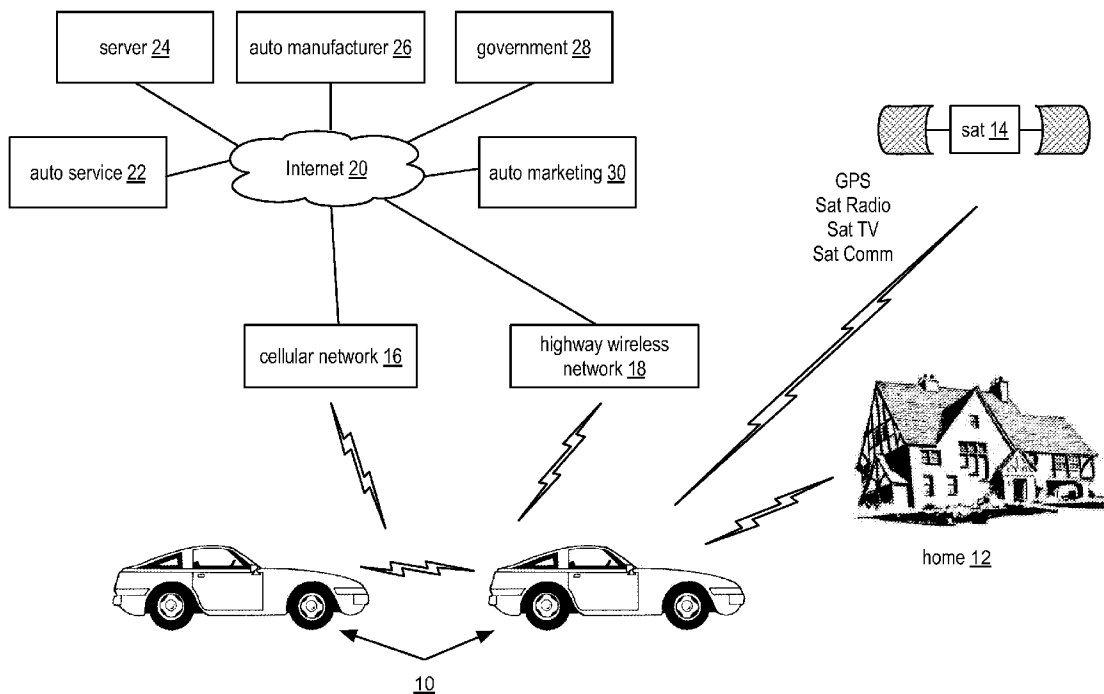 server 24
auto manufacturer 26
government 28
auto service 22
Internet 20
auto marketing 30
sat 14
GPS
Sat Radio
Sat TV
Sat Comm
cellular network 16
highway wireless
network 18
home 12
10